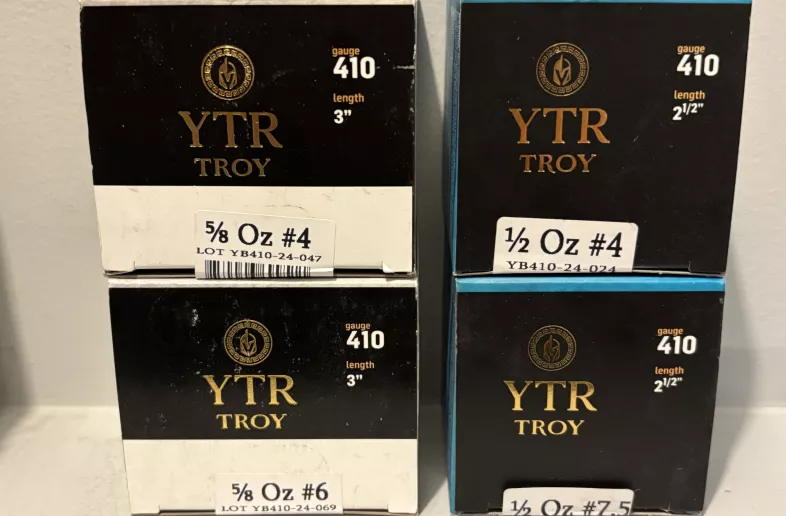 gauge
410
YTR
TROY
length
3"
5/8 Oz #4
LOT YB410-24-047
gauge
410
YTR
TROY
length
2 1/2"
1/2 Oz #4
YB410-24-024
gauge
410
YTR
TROY
length
3"
5/8 Oz #6
LOT YB410-24-069
gauge
410
YTR
TROY
length
2 1/2"
1/2 Oz #7.5